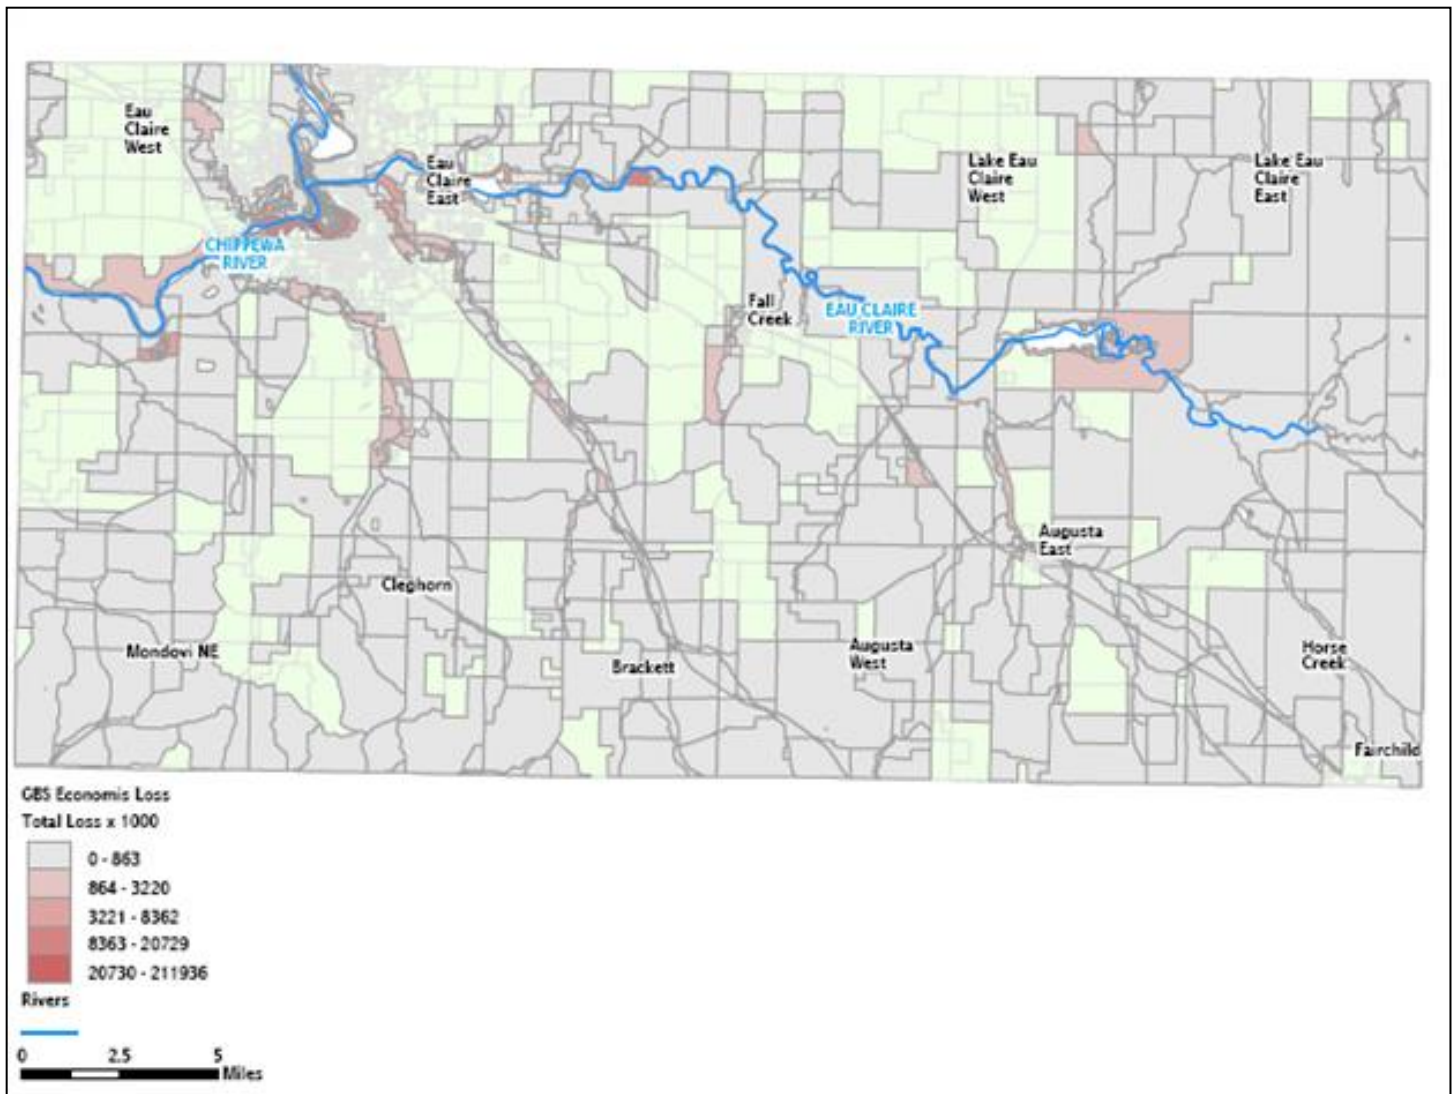 Eau
Claire
West
Eau
Claire
East
Lake Eau
Claire
West
Lake Eau
Claire
East
CHIPPEWA
RIVER
Fall
Creek
EAU CLAIRE
RIVER
Augusta
East
Cleghorn
Mondovi NE
Brackett
Augusta
West
Horse
Creek
Fairchild
GBS Economis Loss
Total Loss x 1000
0 - 863
864 - 3220
3221 - 8362
8363 - 20729
20730 - 211936
Rivers
0 2.5 5
Miles